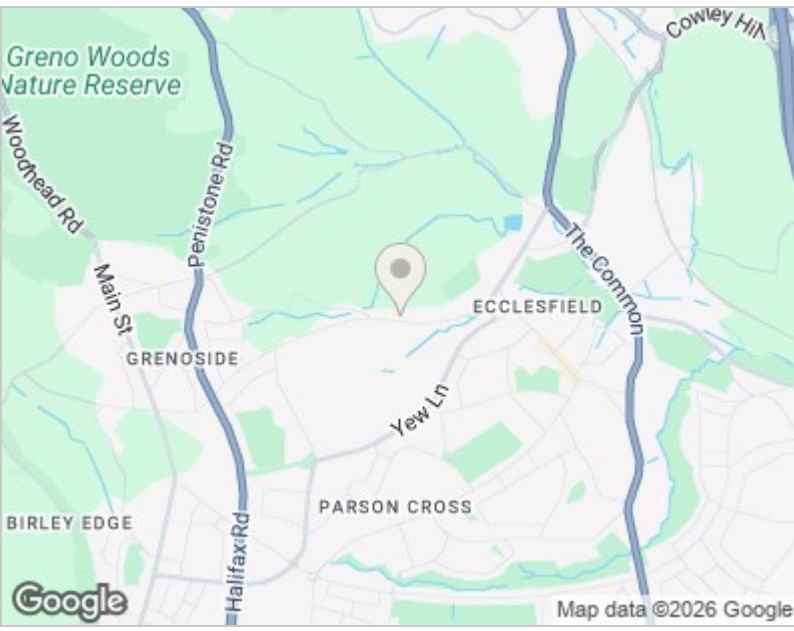 Greno Woods
Nature Reserve
Cowley Hill
Woodhead Rd
Penistone Rd
Main St
The Common
ECCLESFIELD
GRENOSIDE
Yew Ln
PARSON CROSS
BIRLEY EDGE
Halifax Rd
Google
Map data ©2026 Google